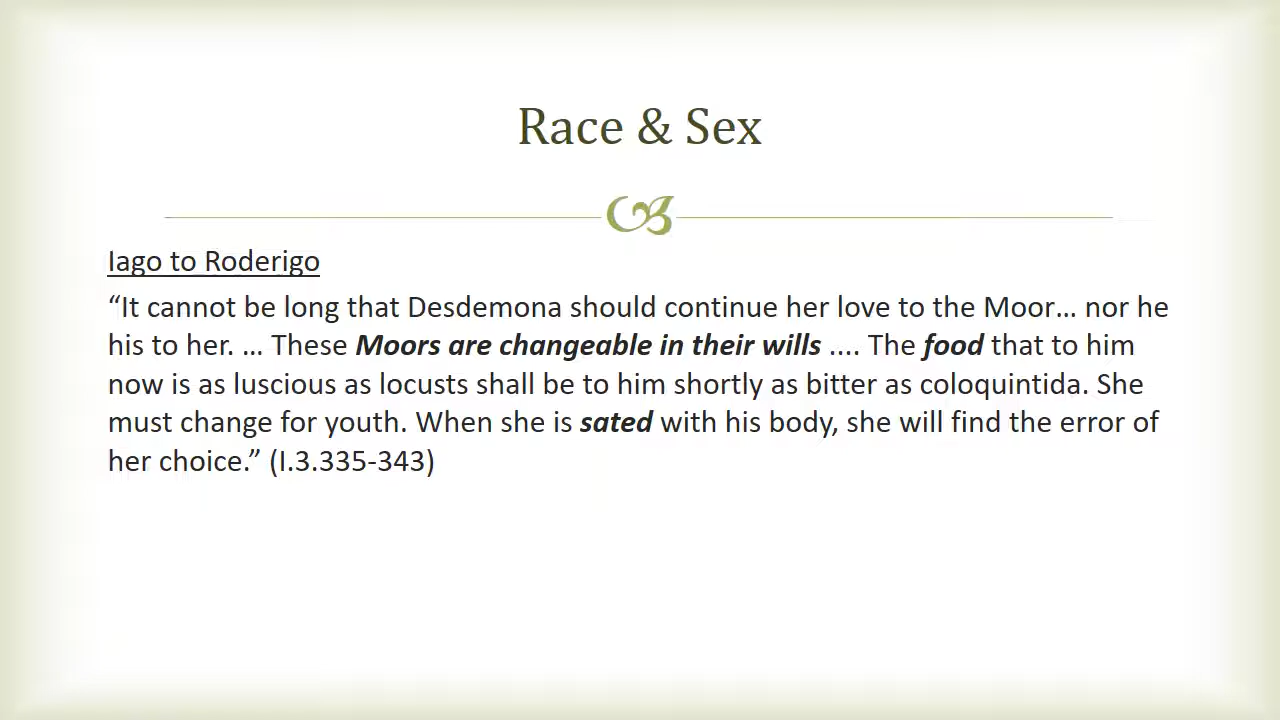 Race & Sex
Iago to Roderigo
“It cannot be long that Desdemona should continue her love to the Moor… nor he
his to her. … These Moors are changeable in their wills .... The food that to him
now is as luscious as locusts shall be to him shortly as bitter as coloquintida. She
must change for youth. When she is sated with his body, she will find the error of
her choice.” (I.3.335-343)